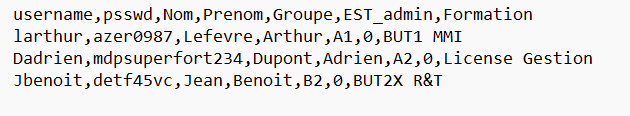 username,psswd,Nom,Prenom,Groupe,EST_admin,Formation
larthur,azer0987,Lefevre,Arthur,A1,0,BUT1 MMI
Dadrien,mdpsuperfort234,Dupont,Adrien,A2,0,License Gestion
Jbenoit,detf45vc,Jean,Benoit,B2,0,BUT2X R&T